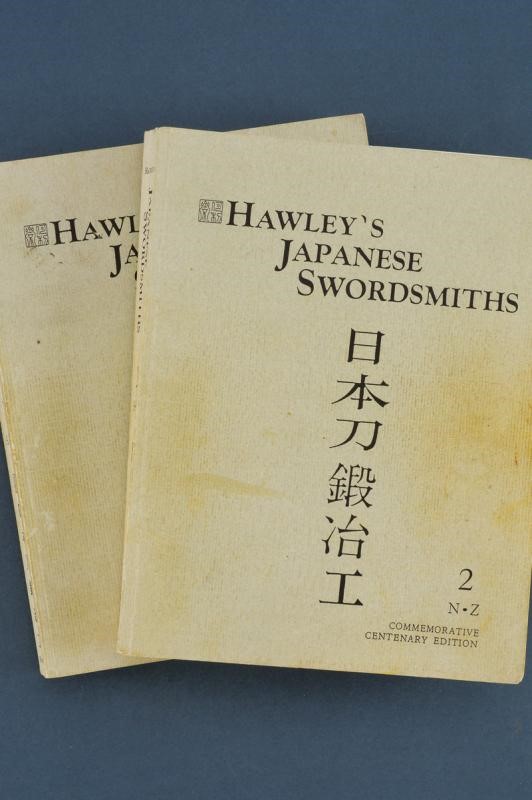 HAWLEY'S
JAPANESE
SWORDSMITHS
日本刀鍛冶工
2
N•Z
COMMEMORATIVE
CENTENARY EDITION
HAWL
JA